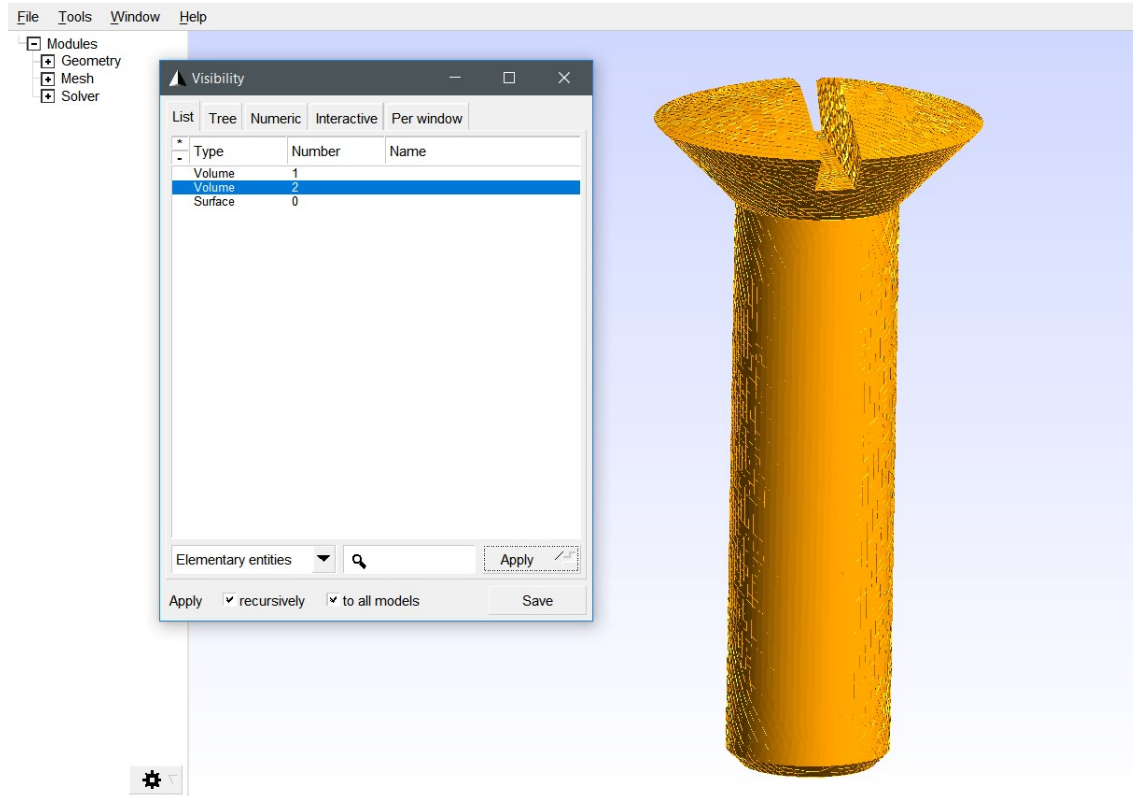 File Tools Window Help
Modules
Geometry
Mesh
Solver
Visibility
List Tree Numeric Interactive Per window
* Type Number Name
-
Volume 1
Volume 2
Surface 0
Elementary entities Apply
Apply recursively to all models Save